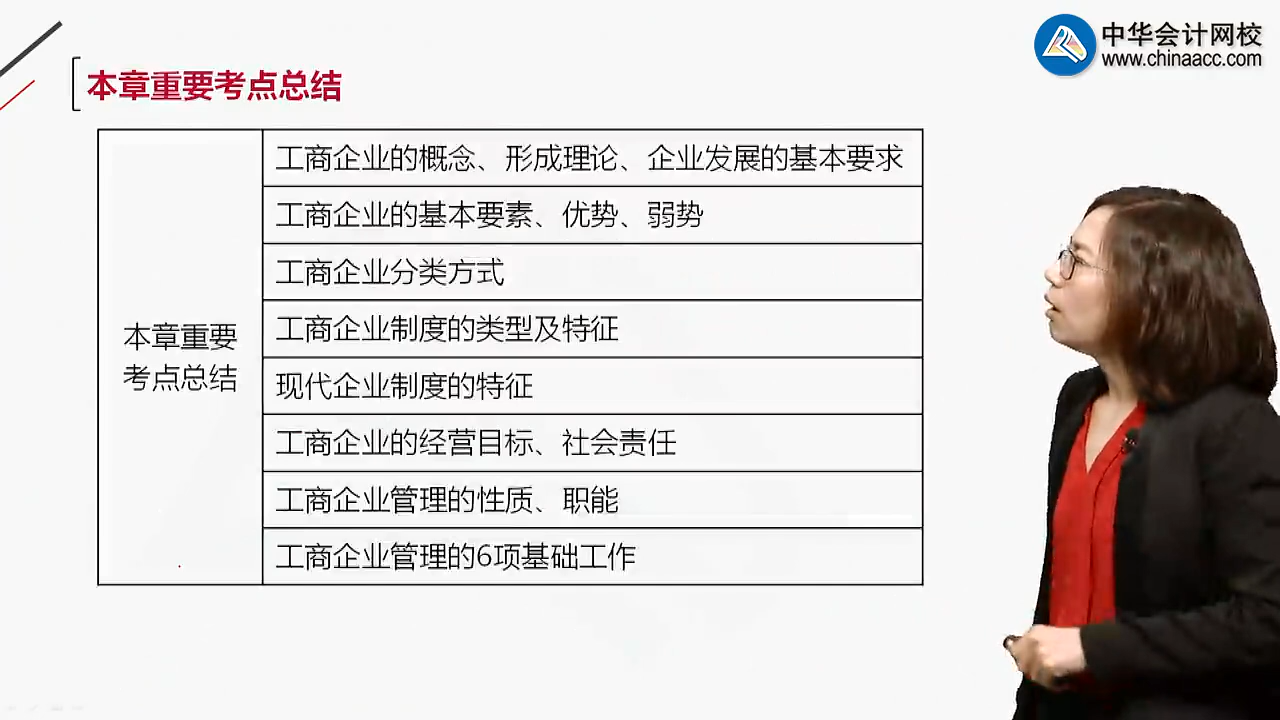 中华会计网校
www.chinaacc.com
本章重要考点总结
本章重要
考点总结
工商企业的概念、形成理论、企业发展的基本要求
工商企业的基本要素、优势、弱势
工商企业分类方式
工商企业制度的类型及特征
现代企业制度的特征
工商企业的经营目标、社会责任
工商企业管理的性质、职能
工商企业管理的6项基础工作